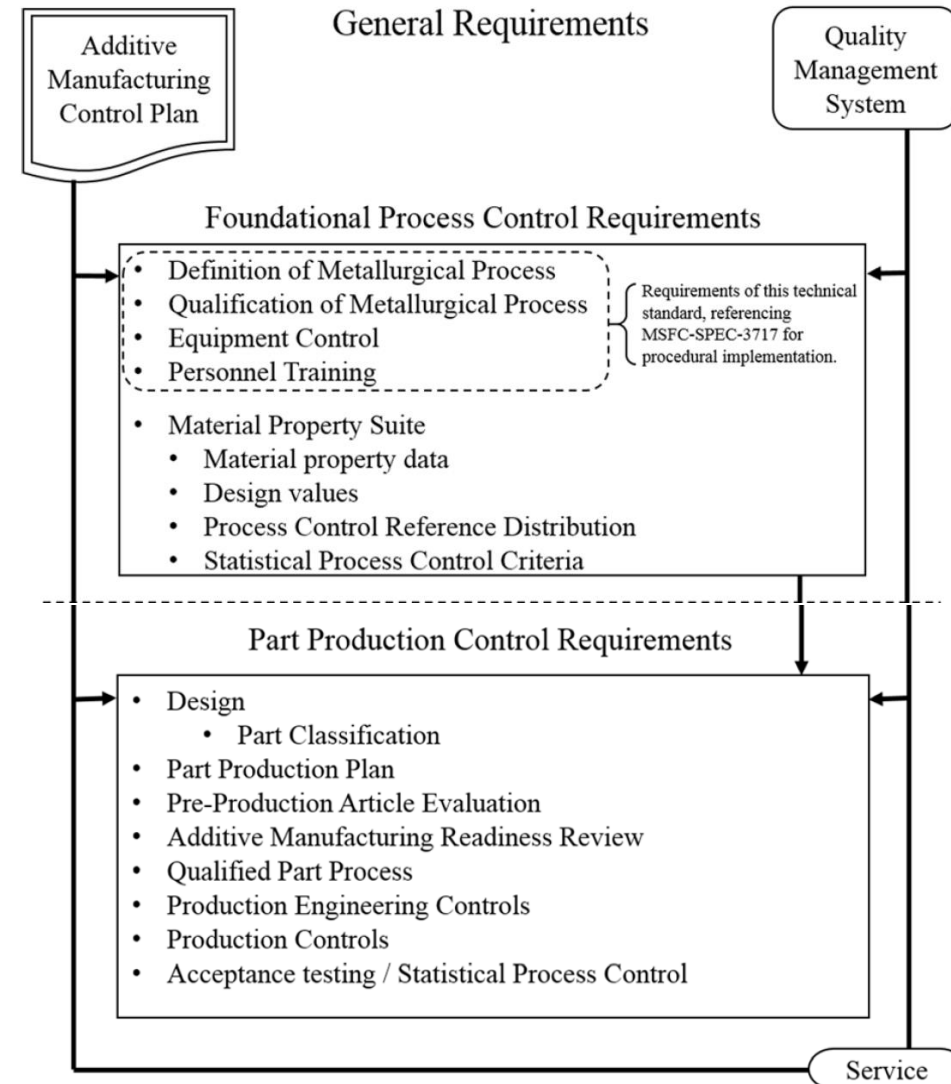 General Requirements
Additive
Manufacturing
Control Plan
Quality
Management
System
Foundational Process Control Requirements
• Definition of Metallurgical Process
• Qualification of Metallurgical Process
• Equipment Control
• Personnel Training
Requirements of this technical
standard, referencing
MSFC-SPEC-3717 for
procedural implementation.
• Material Property Suite
• Material property data
• Design values
• Process Control Reference Distribution
• Statistical Process Control Criteria
Part Production Control Requirements
• Design
• Part Classification
• Part Production Plan
• Pre-Production Article Evaluation
• Additive Manufacturing Readiness Review
• Qualified Part Process
• Production Engineering Controls
• Production Controls
• Acceptance testing / Statistical Process Control
Service